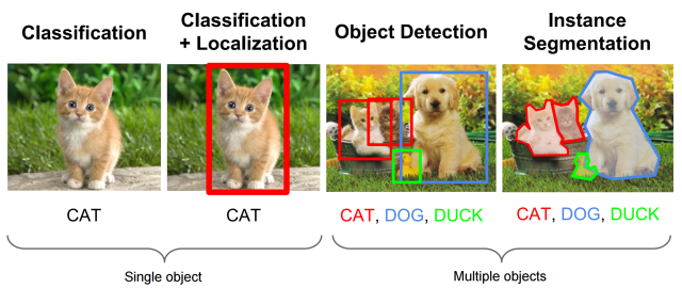 Classification
Classification
+ Localization
Object Detection
Instance
Segmentation
CAT
CAT
CAT, DOG, DUCK
CAT, DOG, DUCK
Single object
Multiple objects